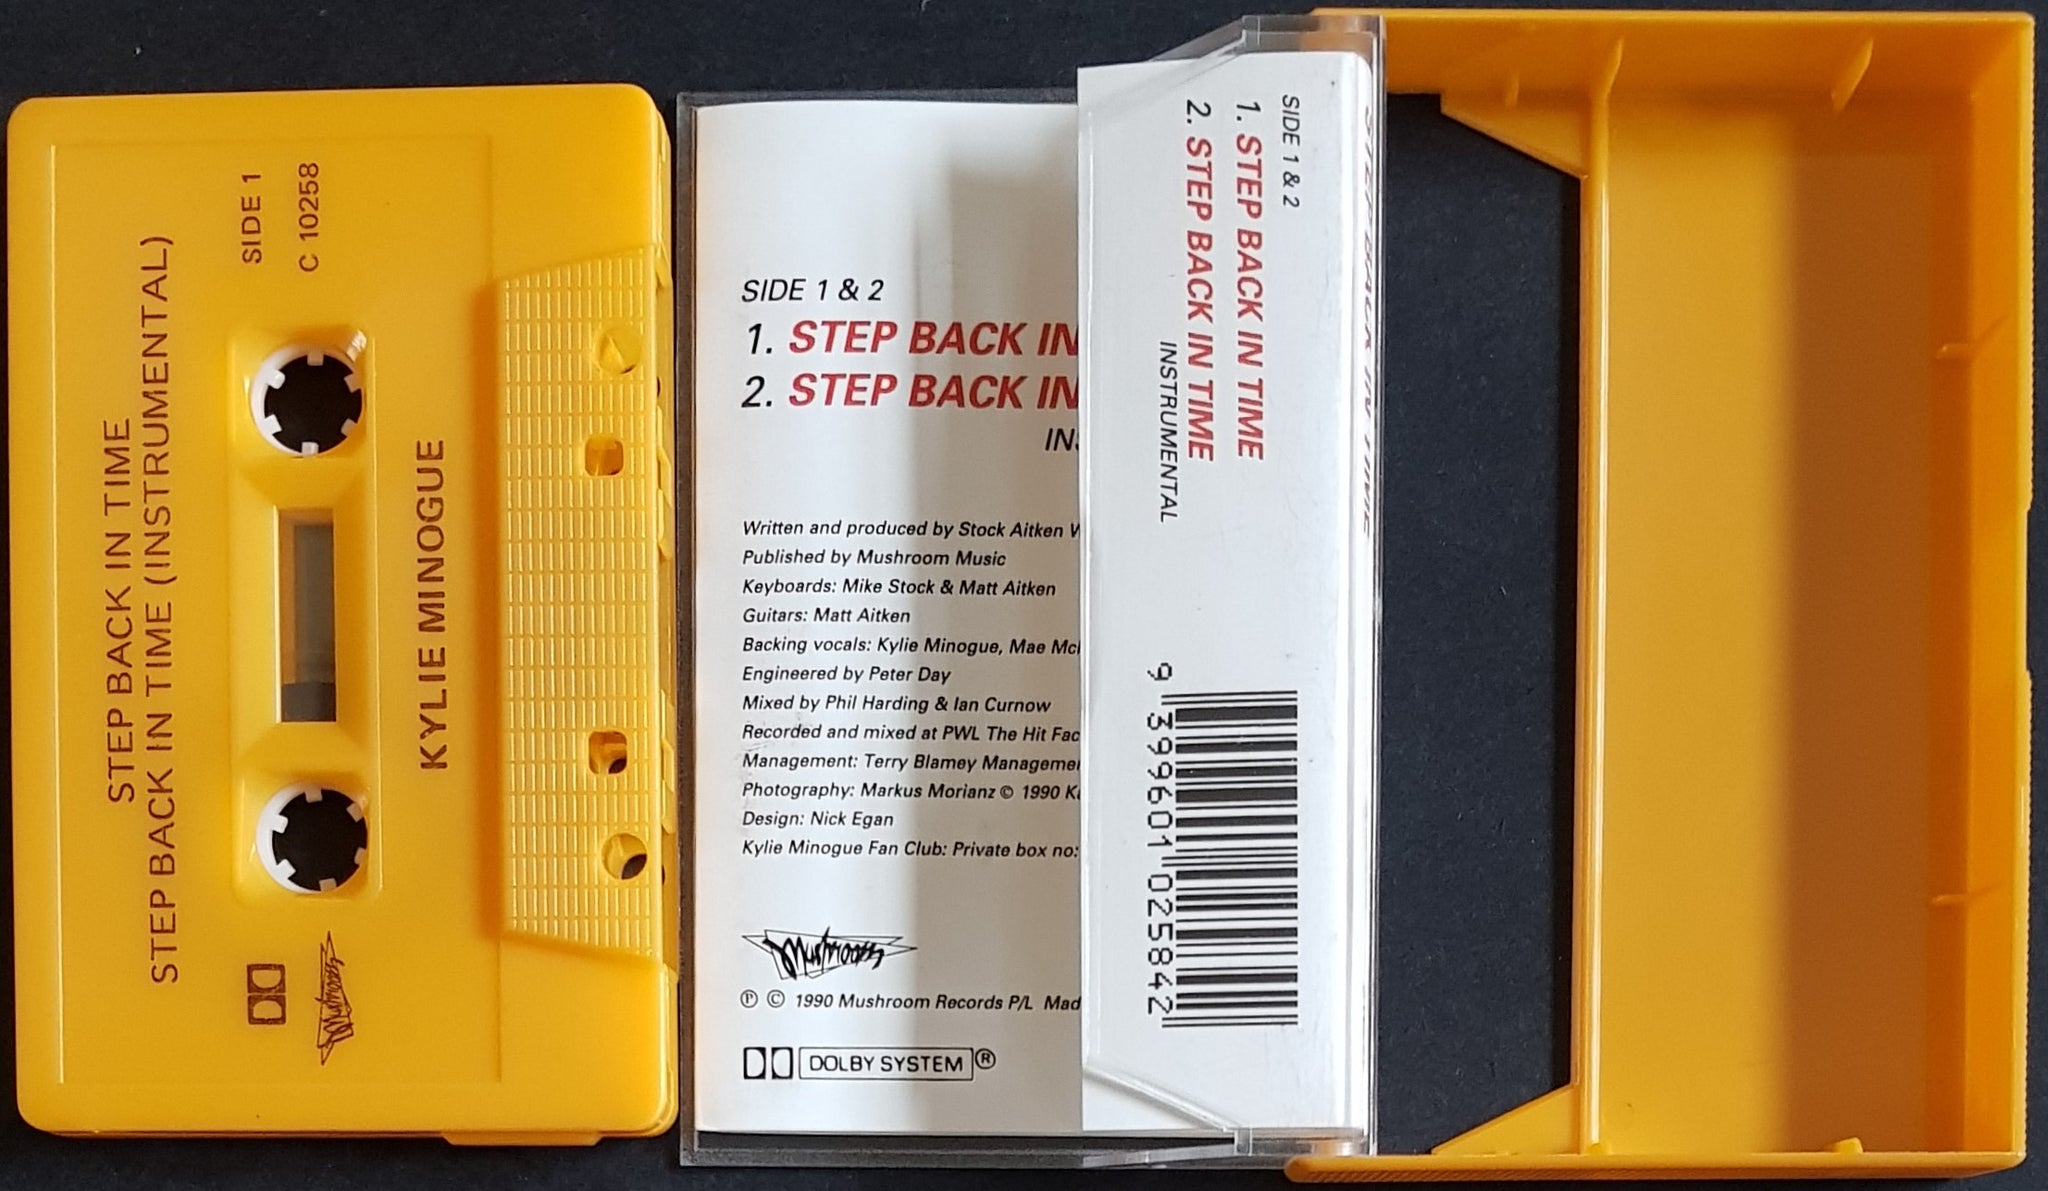 STEP BACK IN TIME
STEP BACK IN TIME (INSTRUMENTAL)
SIDE 1
C 10258
KYLIE MINOGUE
Mushroom
SIDE 1 & 2
1. STEP BACK IN
2. STEP BACK IN
Written and produced by Stock Aitken
Published by Mushroom Music
Keyboards: Mike Stock & Matt Aitken
Guitars: Matt Aitken
Backing vocals: Kylie Minogue, Mae
Engineered by Peter Day
Mixed by Phil Harding & Ian Curnow
Recorded and mixed at PWL The Hit
Management: Terry Blamey
Photography: Markus Morianz © 1990
Design: Nick Egan
Kylie Minogue Fan Club: Private box no:
Mushroom
℗ © 1990 Mushroom Records P/L
DOLBY SYSTEM ®
SIDE 1 & 2
1. STEP BACK IN TIME
2. STEP BACK IN TIME
INSTRUMENTAL
9 399601 025842
STEP BACK IN TIME